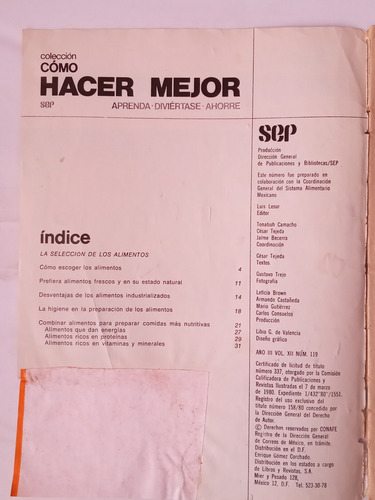 colección
CÓMO
HACER MEJOR
sep
APRENDA · DIVIÉRTASE · AHORRE
índice
LA SELECCION DE LOS ALIMENTOS
Cómo escoger los alimentos 4
Prefiera alimentos frescos y en su estado natural 11
Desventajas de los alimentos industrializados 14
La higiene en la preparación de los alimentos 18
Combinar alimentos para preparar comidas más nutritivas 21
Alimentos que dan energías 27
Alimentos ricos en proteínas 29
Alimentos ricos en vitaminas y minerales 31
sep
Producción
Dirección General
de Publicaciones y Bibliotecas/SEP
Este número fue preparado en
colaboración con la Coordinación
General del Sistema Alimentario
Mexicano
Luis Lesur
Editor
Tonatiuh Camacho
César Tejeda
Jaime Becerra
Coordinación
César Tejeda
Textos
Gustavo Trejo
Fotografía
Leticia Brown
Armando Castañeda
Mario Gutiérrez
Carlos Consuelos
Producción
Libia G. de Valencia
Diseño gráfico
AÑO III VOL. XII NÚM. 119
Certificado de licitud de título
número 337, otorgado por la Comisión
Calificadora de Publicaciones y
Revistas Ilustradas el 7 de marzo
de 1980. Expediente 1/432"80"/1551.
Registro del uso exclusivo del
título número 158/80 concedido por
la Dirección General del Derecho
de Autor.
© Derechos reservados por CONAFE
Registro de la Dirección General
de Correos de México, en trámite.
Distribución en el D.F.
Enrique Gómez Corchado.
Distribución en los estados a cargo
de Libros y Revistas, S.A.
Mier y Pesado 128,
México 12, D.F. Tel. 523-30-78